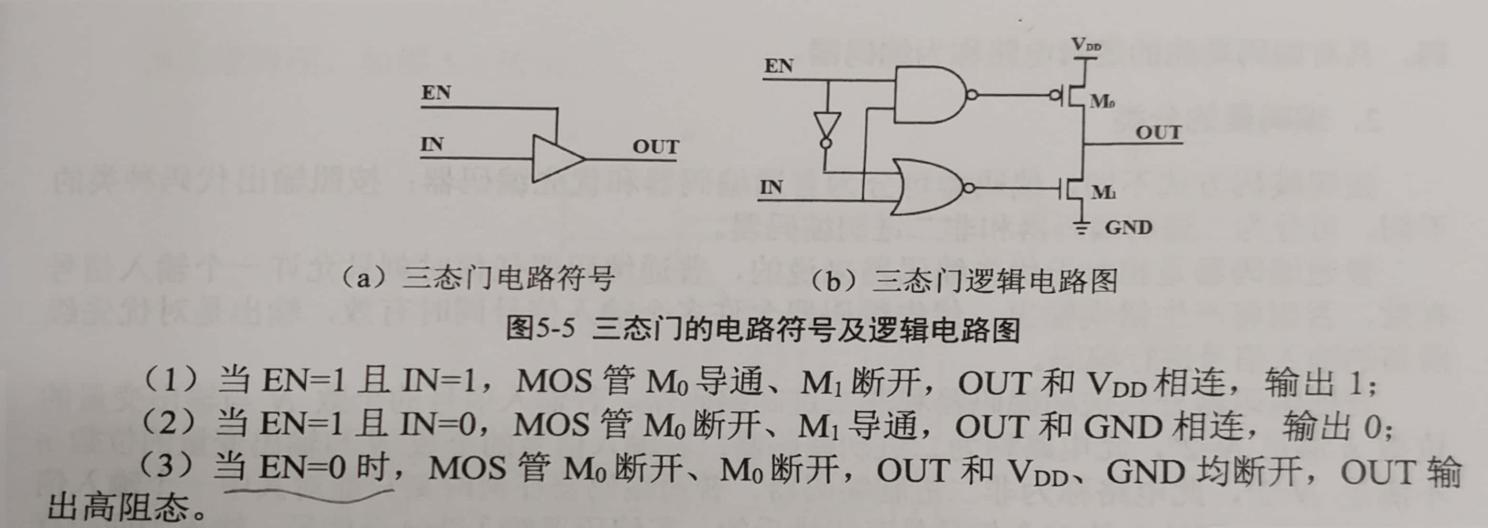 EN
IN
OUT
EN
IN
V_DD
M₀
OUT
M₁
GND
（a）三态门电路符号
（b）三态门逻辑电路图
图5-5 三态门的电路符号及逻辑电路图
（1）当 EN=1 且 IN=1，MOS 管 M₀ 导通、M₁ 断开，OUT 和 V_DD 相连，输出 1；
（2）当 EN=1 且 IN=0，MOS 管 M₀ 断开、M₁ 导通，OUT 和 GND 相连，输出 0；
（3）当 EN=0 时，MOS 管 M₀ 断开、M₀ 断开，OUT 和 V_DD、GND 均断开，OUT 输
出高阻态。